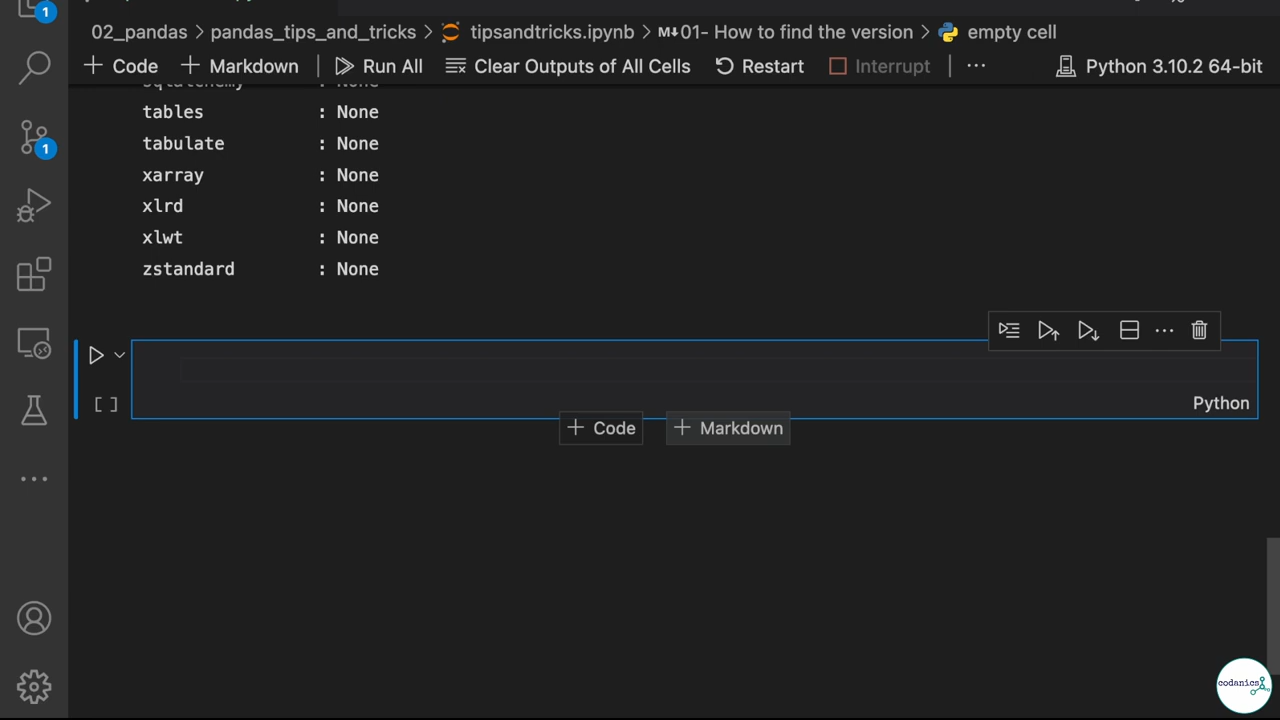 1
02_pandas > pandas_tips_and_tricks > tipsandtricks.ipynb > M↓01- How to find the version > empty cell
+ Code + Markdown | Run All Clear Outputs of All Cells Restart Interrupt | ··· Python 3.10.2 64-bit
tables : None
tabulate : None
1
xarray : None
xlrd : None
xlwt : None
zstandard : None
[ ]
Python
+ Code + Markdown
codanics